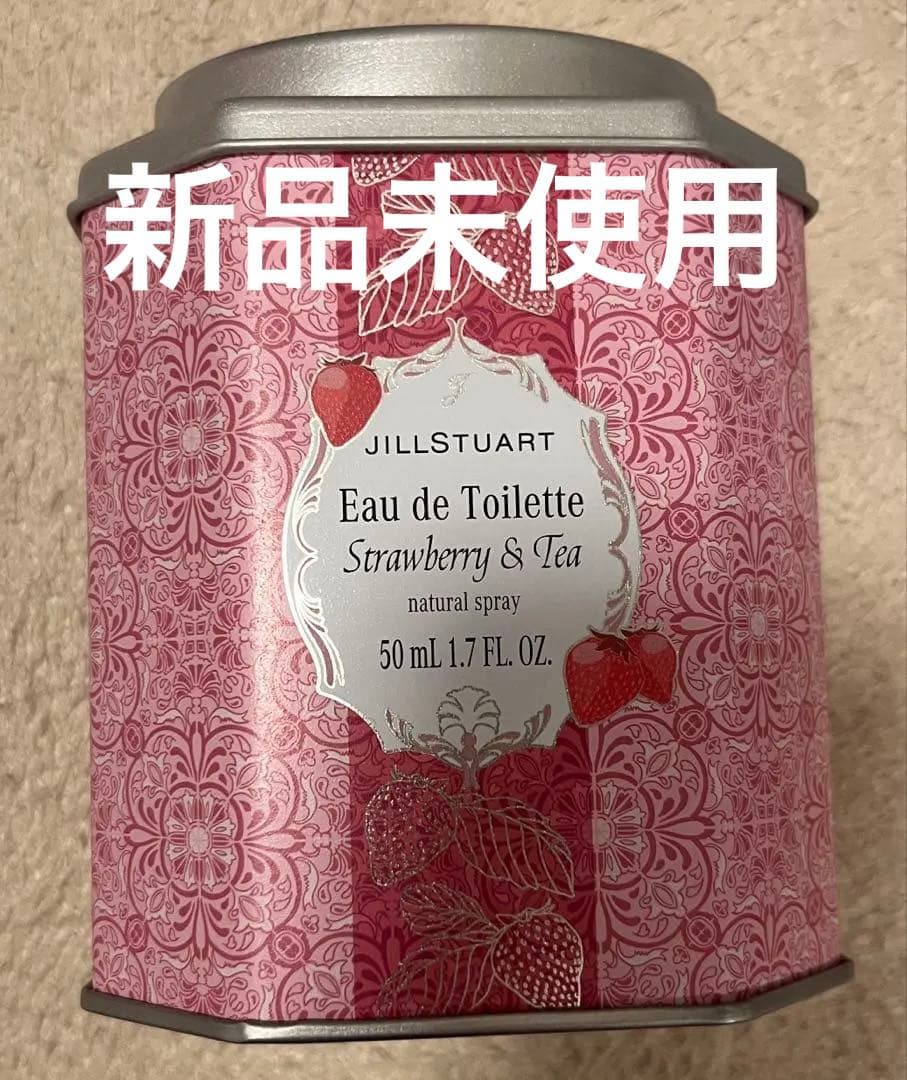 新品未使用
JILLSTUART
Eau de Toilette
Strawberry & Tea
natural spray
50 mL 1.7 FL. OZ.